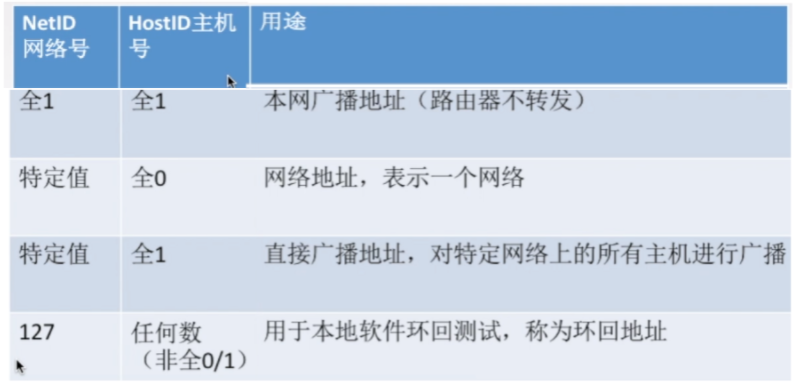 NetID
网络号
HostID主机
号
用途
全1
全1
本网广播地址（路由器不转发）
特定值
全0
网络地址，表示一个网络
特定值
全1
直接广播地址，对特定网络上的所有主机进行广播
127
任何数
（非全0/1）
用于本地软件环回测试，称为环回地址